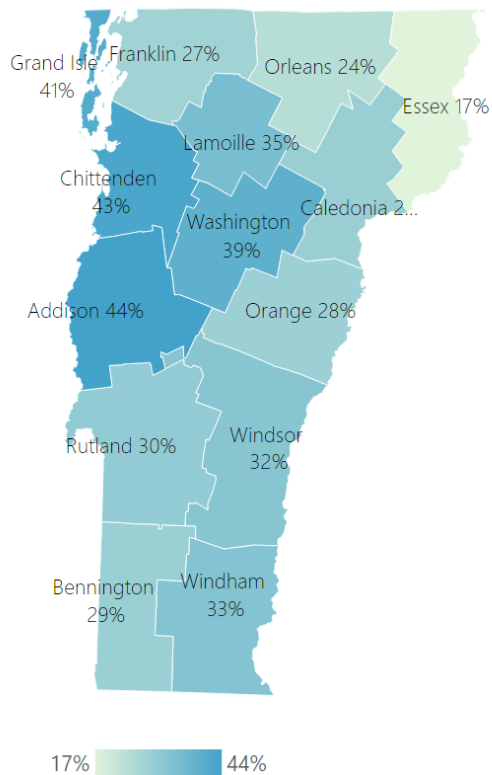 Franklin 27%
Grand Isle
41%
Orleans 24%
Essex 17%
Lamoille 35%
Chittenden
43%
Caledonia 2...
Washington
39%
Addison 44%
Orange 28%
Rutland 30%
Windsor
32%
Bennington
29%
Windham
33%
17% 44%